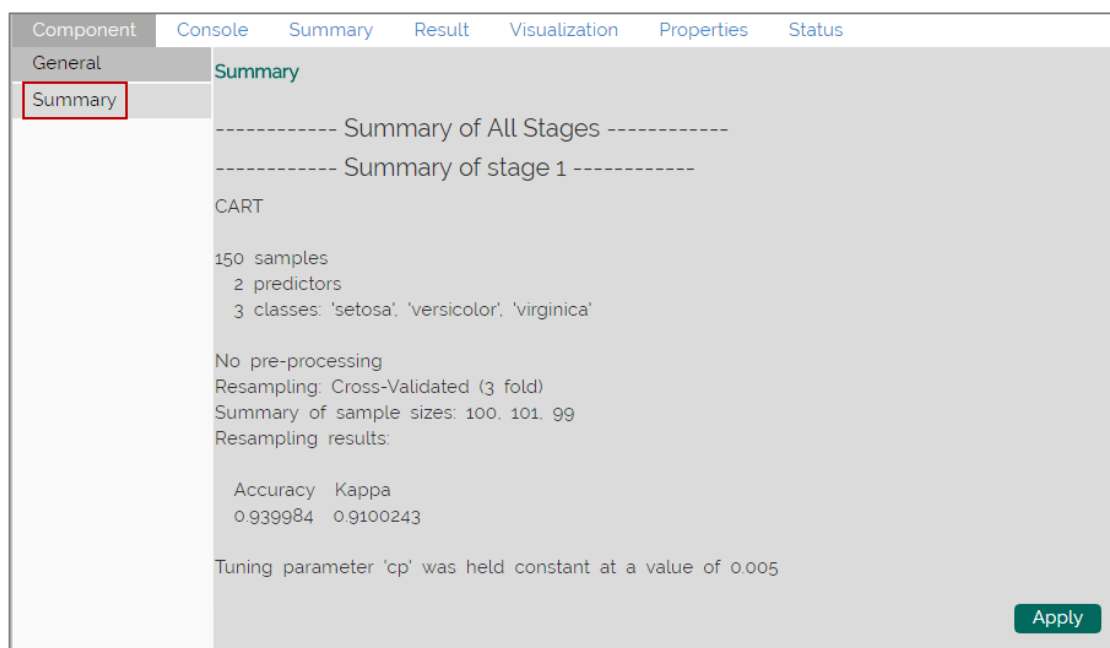 Component Console Summary Result Visualization Properties Status
General
Summary
Summary
------------ Summary of All Stages ------------
------------ Summary of stage 1 ------------
CART
150 samples
2 predictors
3 classes: 'setosa', 'versicolor', 'virginica'
No pre-processing
Resampling: Cross-Validated (3 fold)
Summary of sample sizes: 100, 101, 99
Resampling results:
Accuracy Kappa
0.939984 0.9100243
Tuning parameter 'cp' was held constant at a value of 0.005
Apply